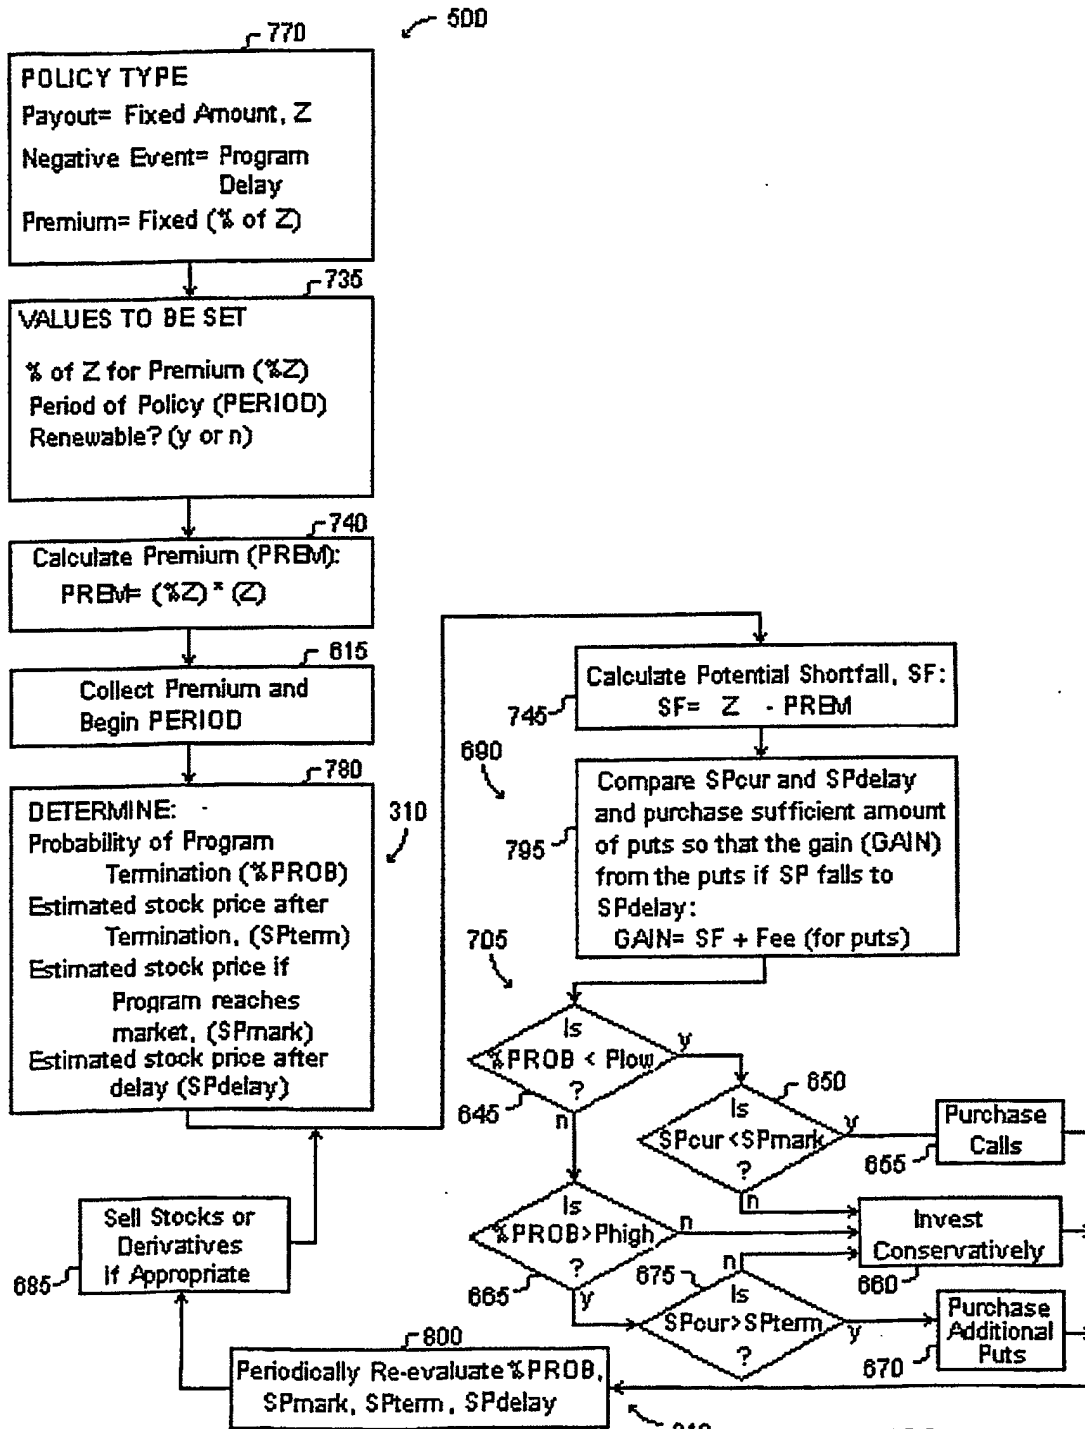 500
770
POLICY TYPE
Payout= Fixed Amount, Z
Negative Event= Program
Delay
Premium= Fixed (% of Z)
735
VALUES TO BE SET
% of Z for Premium (%Z)
Period of Policy (PERIOD)
Renewable? (y or n)
740
Calculate Premium (PREM):
PREM= (%Z) * (Z)
615
Collect Premium and
Begin PERIOD
780
DETERMINE:
Probability of Program
Termination (%PROB)
Estimated stock price after
Termination, (SPterm)
Estimated stock price if
Program reaches
market, (SPmark)
Estimated stock price after
delay (SPdelay)
310
Calculate Potential Shortfall, SF:
SF= Z - PREM
745
690
Compare SPcur and SPdelay
and purchase sufficient amount
of puts so that the gain (GAIN)
from the puts if SP falls to
SPdelay:
GAIN= SF + Fee (for puts)
795
705
Is
%PROB < Plow
?
y
n
645
650
Is
SPcur<SPmark
?
y
n
Purchase
Calls
655
Is
%PROB>Phigh
?
n
y
665
Invest
Conservatively
660
675
n
Is
SPcur>SPterm
?
y
Purchase
Additional
Puts
670
Sell Stocks or
Derivatives
if Appropriate
685
800
Periodically Re-evaluate %PROB,
SPmark, SPterm, SPdelay